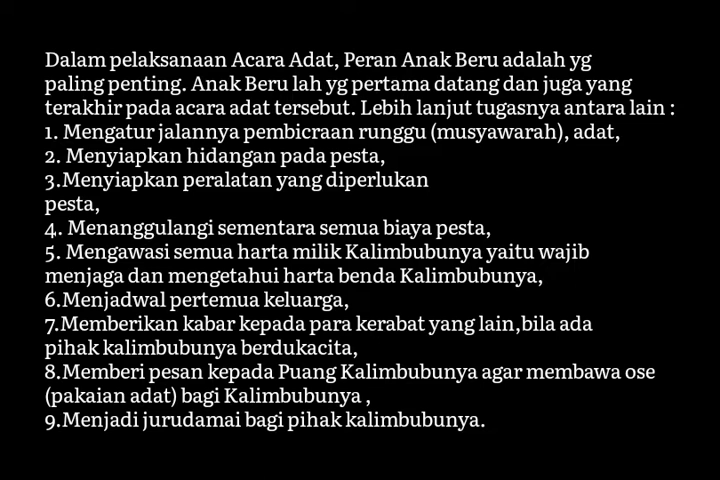 Dalam pelaksanaan Acara Adat, Peran Anak Beru adalah yg
paling penting. Anak Beru lah yg pertama datang dan juga yang
terakhir pada acara adat tersebut. Lebih lanjut tugasnya antara lain :
1. Mengatur jalannya pembicraan runggu (musyawarah), adat,
2. Menyiapkan hidangan pada pesta,
3.Menyiapkan peralatan yang diperlukan
pesta,
4. Menanggulangi sementara semua biaya pesta,
5. Mengawasi semua harta milik Kalimbubunya yaitu wajib
menjaga dan mengetahui harta benda Kalimbubunya,
6.Menjadwal pertemua keluarga,
7.Memberikan kabar kepada para kerabat yang lain,bila ada
pihak kalimbubunya berdukacita,
8.Memberi pesan kepada Puang Kalimbubunya agar membawa ose
(pakaian adat) bagi Kalimbubunya ,
9.Menjadi jurudamai bagi pihak kalimbubunya.